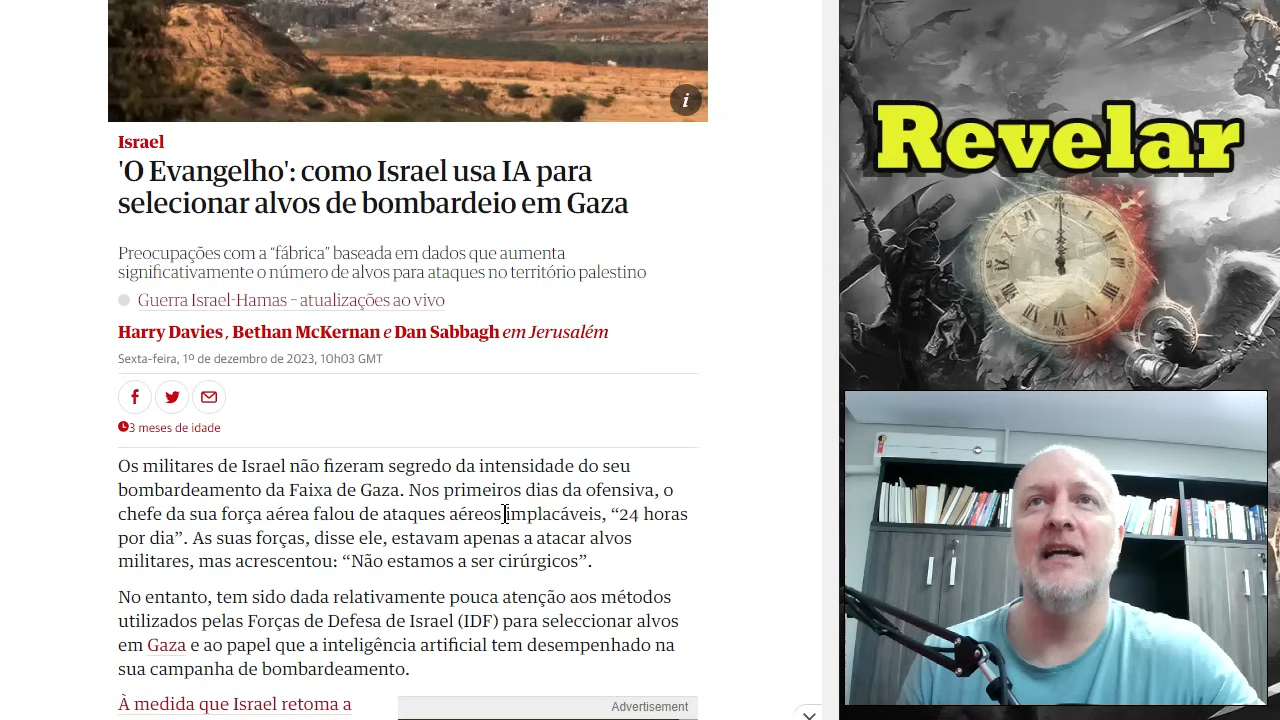 i
Israel
'O Evangelho': como Israel usa IA para
selecionar alvos de bombardeio em Gaza
Preocupações com a “fábrica” baseada em dados que aumenta
significativamente o número de alvos para ataques no território palestino
Guerra Israel-Hamas – atualizações ao vivo
Harry Davies, Bethan McKernan e Dan Sabbagh em Jerusalém
Sexta-feira, 1º de dezembro de 2023, 10h03 GMT
3 meses de idade
Os militares de Israel não fizeram segredo da intensidade do seu
bombardeamento da Faixa de Gaza. Nos primeiros dias da ofensiva, o
chefe da sua força aérea falou de ataques aéreos implacáveis, “24 horas
por dia”. As suas forças, disse ele, estavam apenas a atacar alvos
militares, mas acrescentou: “Não estamos a ser cirúrgicos”.
No entanto, tem sido dada relativamente pouca atenção aos métodos
utilizados pelas Forças de Defesa de Israel (IDF) para seleccionar alvos
em Gaza e ao papel que a inteligência artificial tem desempenhado na
sua campanha de bombardeamento.
À medida que Israel retoma a
Advertisement
Revelar